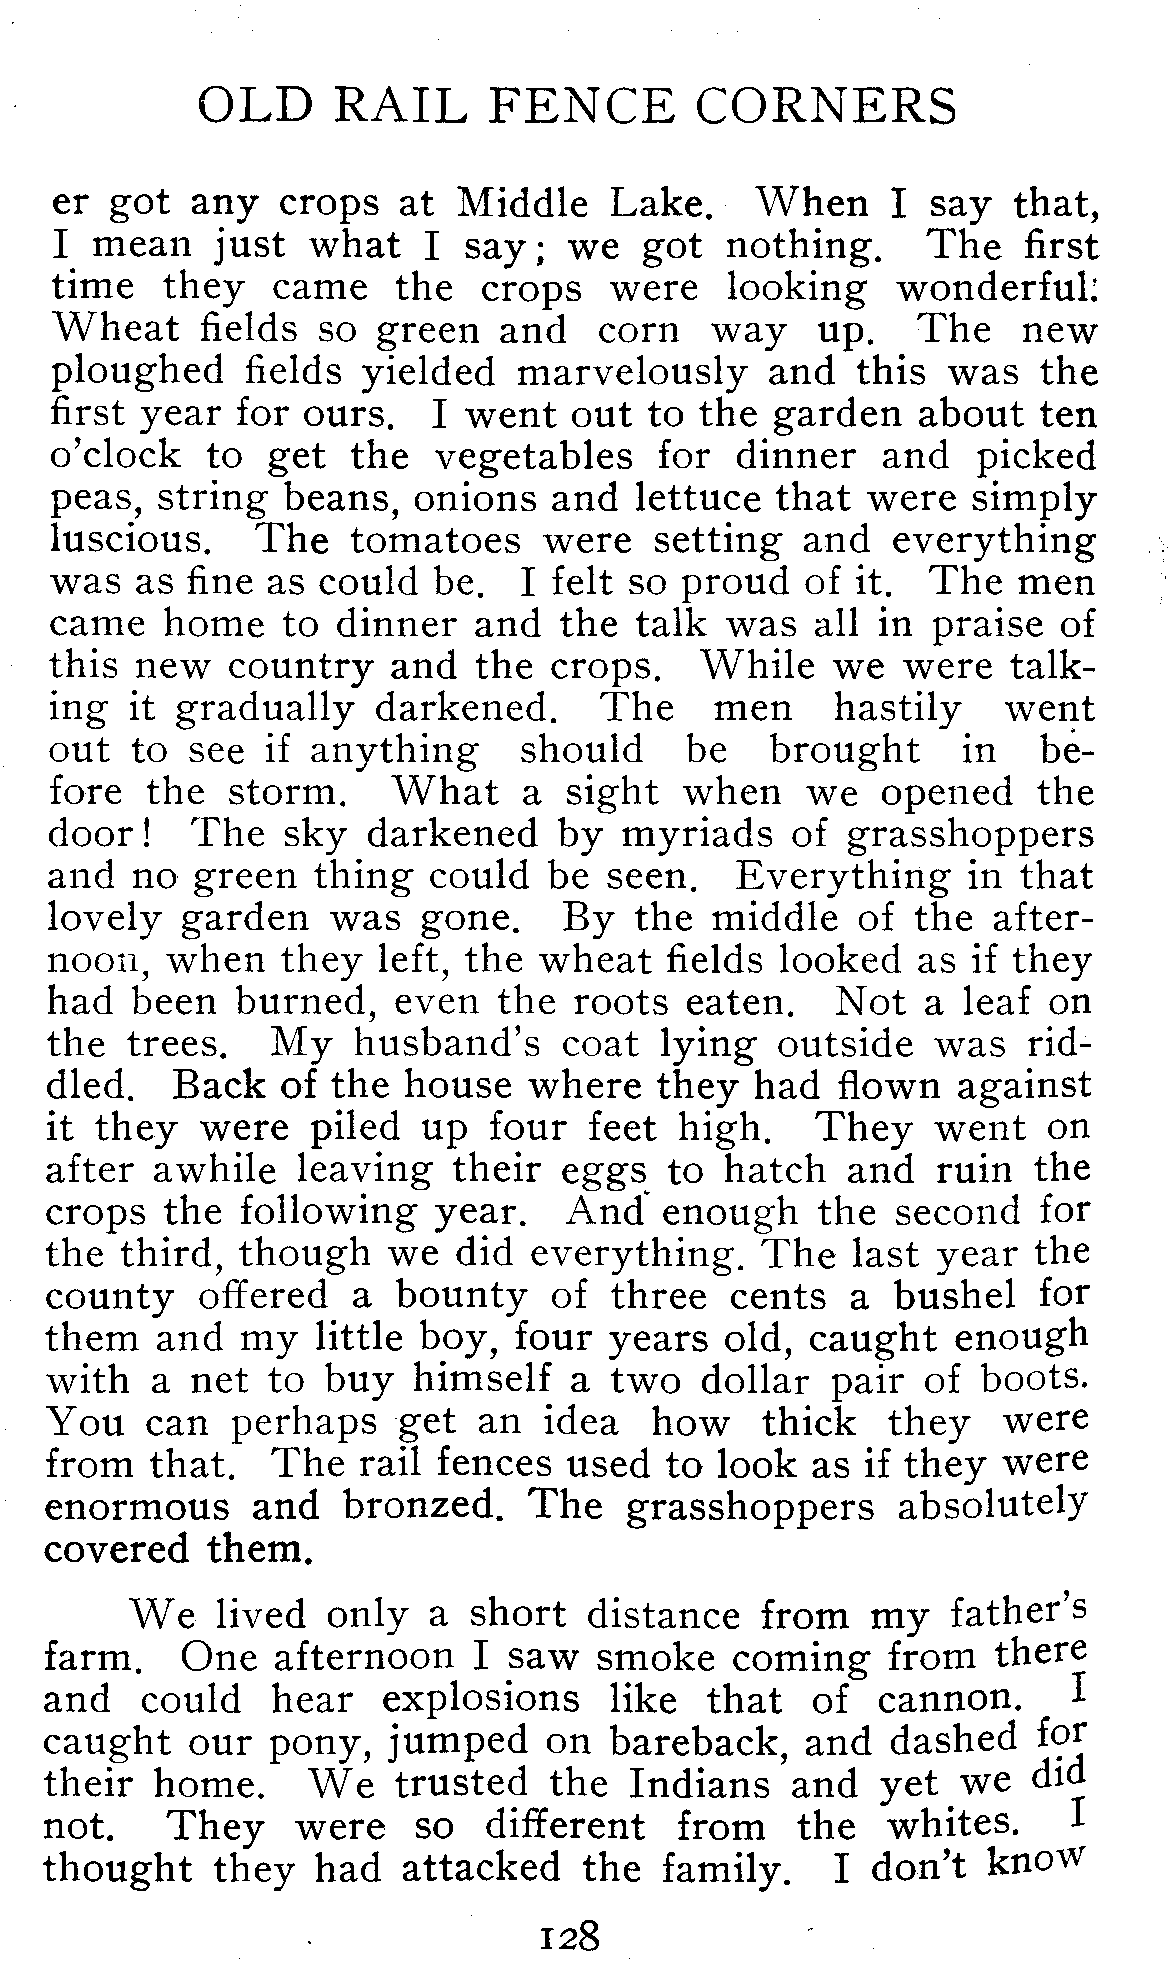 OLD RAIL FENCE CORNERS
er got any crops at Middle Lake. When I say that,
I mean just what I say; we got nothing. The first
time they came the crops were looking wonderful:
Wheat fields so green and corn way up. The new
ploughed fields yielded marvelously and this was the
first year for ours. I went out to the garden about ten
o'clock to get the vegetables for dinner and picked
peas, string beans, onions and lettuce that were simply
luscious. The tomatoes were setting and everything
was as fine as could be. I felt so proud of it. The men
came home to dinner and the talk was all in praise of
this new country and the crops. While we were talk-
ing it gradually darkened. The men hastily went
out to see if anything should be brought in be-
fore the storm. What a sight when we opened the
door! The sky darkened by myriads of grasshoppers
and no green thing could be seen. Everything in that
lovely garden was gone. By the middle of the after-
noon, when they left, the wheat fields looked as if they
had been burned, even the roots eaten. Not a leaf on
the trees. My husband's coat lying outside was rid-
dled. Back of the house where they had flown against
it they were piled up four feet high. They went on
after awhile leaving their eggs to hatch and ruin the
crops the following year. And enough the second for
the third, though we did everything. The last year the
county offered a bounty of three cents a bushel for
them and my little boy, four years old, caught enough
with a net to buy himself a two dollar pair of boots.
You can perhaps get an idea how thick they were
from that. The rail fences used to look as if they were
enormous and bronzed. The grasshoppers absolutely
covered them.
We lived only a short distance from my father's
farm. One afternoon I saw smoke coming from there
and could hear explosions like that of cannon. I
caught our pony, jumped on bareback, and dashed for
their home. We trusted the Indians and yet we did
not. They were so different from the whites. I
thought they had attacked the family. I don't know
128